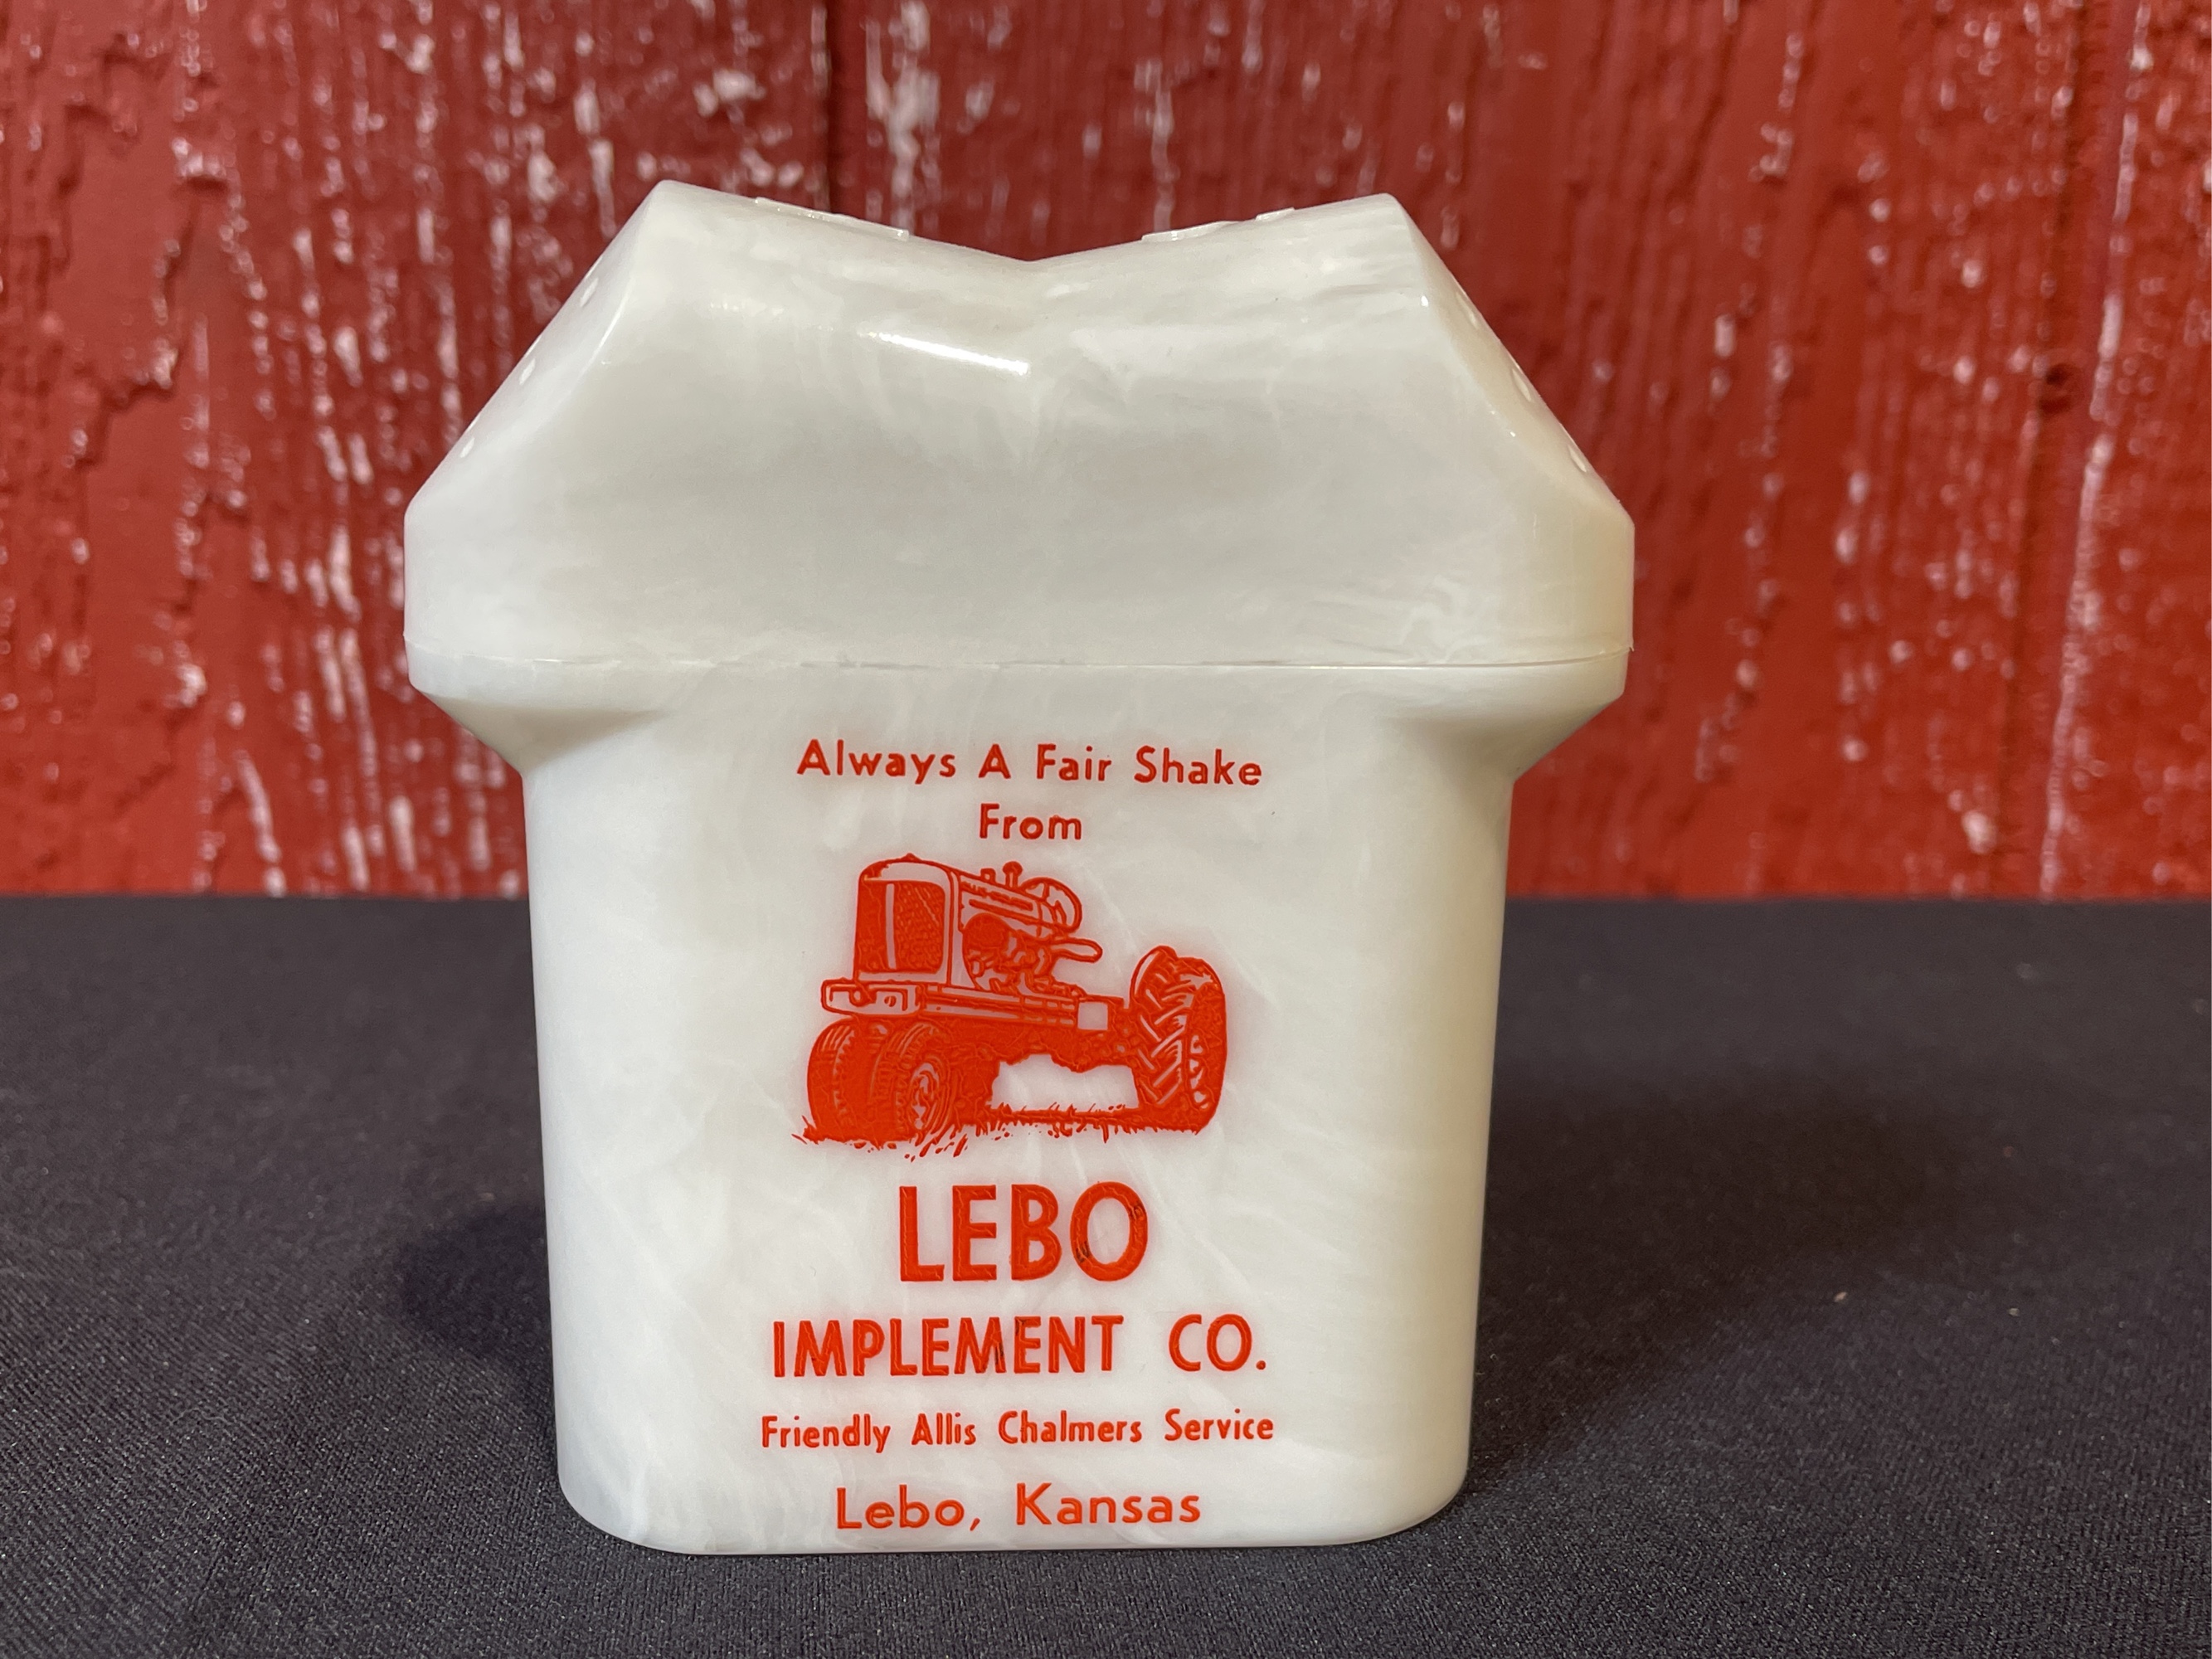 Always A Fair Shake
From
LEBO
IMPLEMENT CO.
Friendly Allis Chalmers Service
Lebo, Kansas